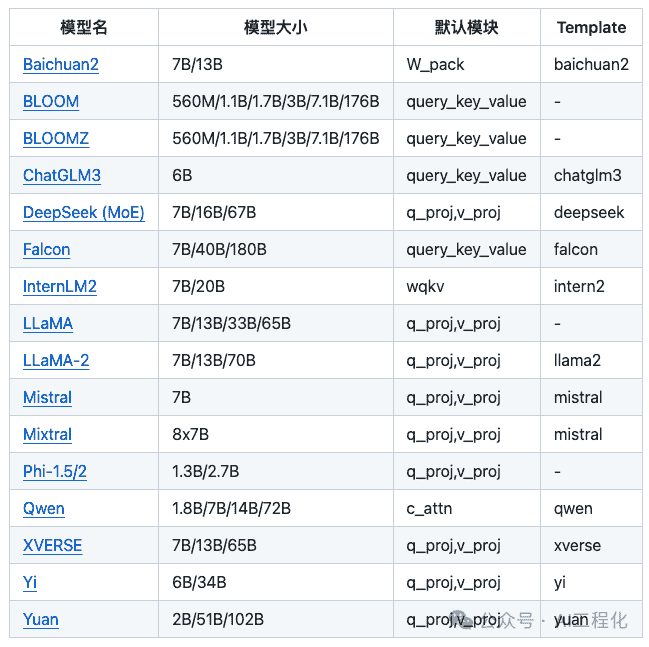 模型名 模型大小 默认模块 Template
Baichuan2 7B/13B W_pack baichuan2
BLOOM 560M/1.1B/1.7B/3B/7.1B/176B query_key_value -
BLOOMZ 560M/1.1B/1.7B/3B/7.1B/176B query_key_value -
ChatGLM3 6B query_key_value chatglm3
DeepSeek (MoE) 7B/16B/67B q_proj,v_proj deepseek
Falcon 7B/40B/180B query_key_value falcon
InternLM2 7B/20B wqkv intern2
LLaMA 7B/13B/33B/65B q_proj,v_proj -
LLaMA-2 7B/13B/70B q_proj,v_proj llama2
Mistral 7B q_proj,v_proj mistral
Mixtral 8x7B q_proj,v_proj mistral
Phi-1.5/2 1.3B/2.7B q_proj,v_proj -
Qwen 1.8B/7B/14B/72B c_attn qwen
XVERSE 7B/13B/65B q_proj,v_proj xverse
Yi 6B/34B q_proj,v_proj yi
Yuan 2B/51B/102B q_proj,v_proj yuan
公众号 · AI工程化